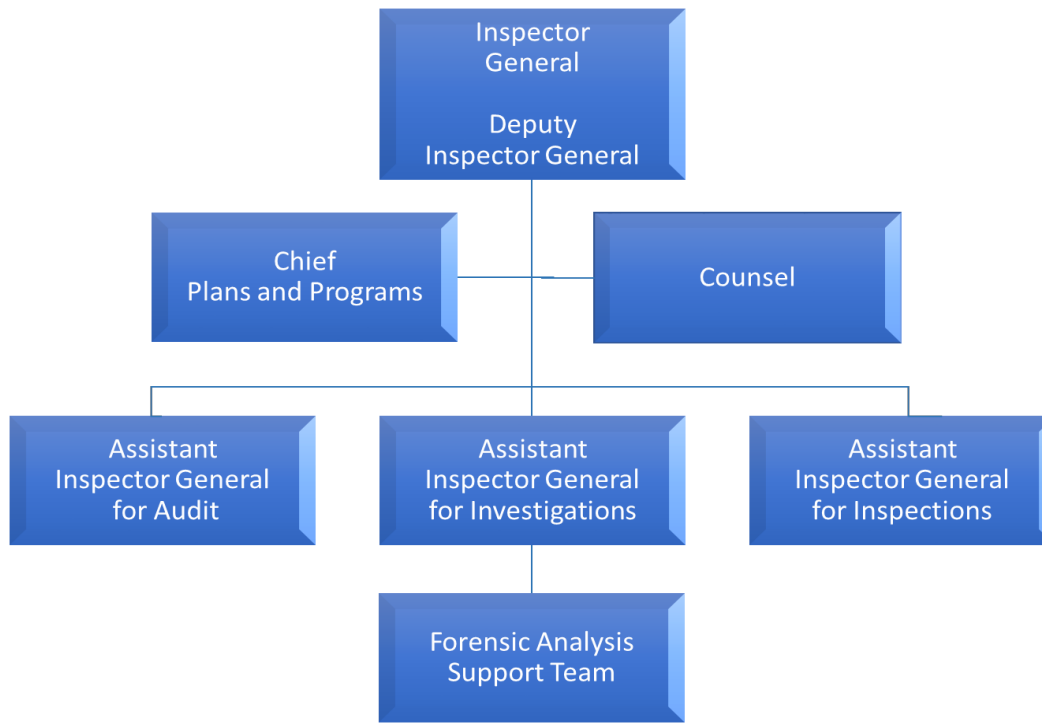 Inspector
General
Deputy
Inspector General
Chief
Plans and Programs
Counsel
Assistant
Inspector General
for Audit
Assistant
Inspector General
for Investigations
Assistant
Inspector General
for Inspections
Forensic Analysis
Support Team